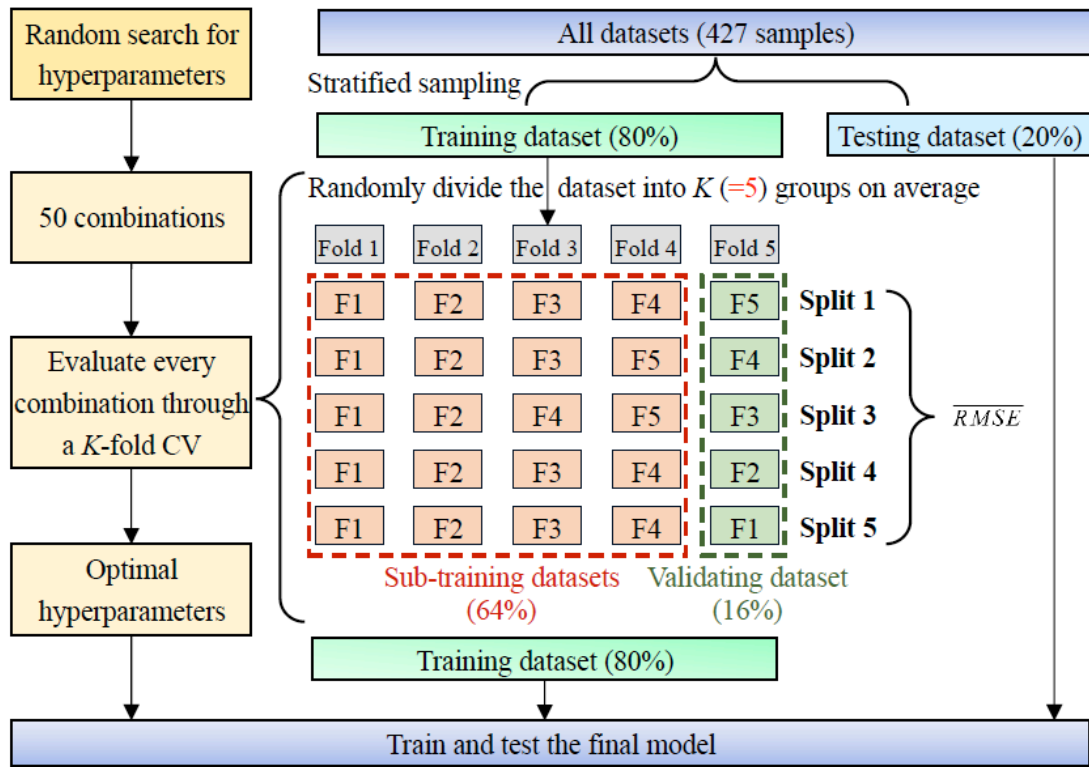 Random search for
hyperparameters
50 combinations
Evaluate every
combination through
a K-fold CV
Optimal
hyperparameters
All datasets (427 samples)
Stratified sampling
Training dataset (80%)
Testing dataset (20%)
Randomly divide the dataset into K (=5) groups on average
Fold 1 Fold 2 Fold 3 Fold 4 Fold 5
F1 F2 F3 F4 F5 Split 1
F1 F2 F3 F5 F4 Split 2
F1 F2 F4 F5 F3 Split 3
F1 F2 F3 F4 F2 Split 4
F1 F2 F3 F4 F1 Split 5
RMSE
Sub-training datasets
(64%)
Validating dataset
(16%)
Training dataset (80%)
Train and test the final model